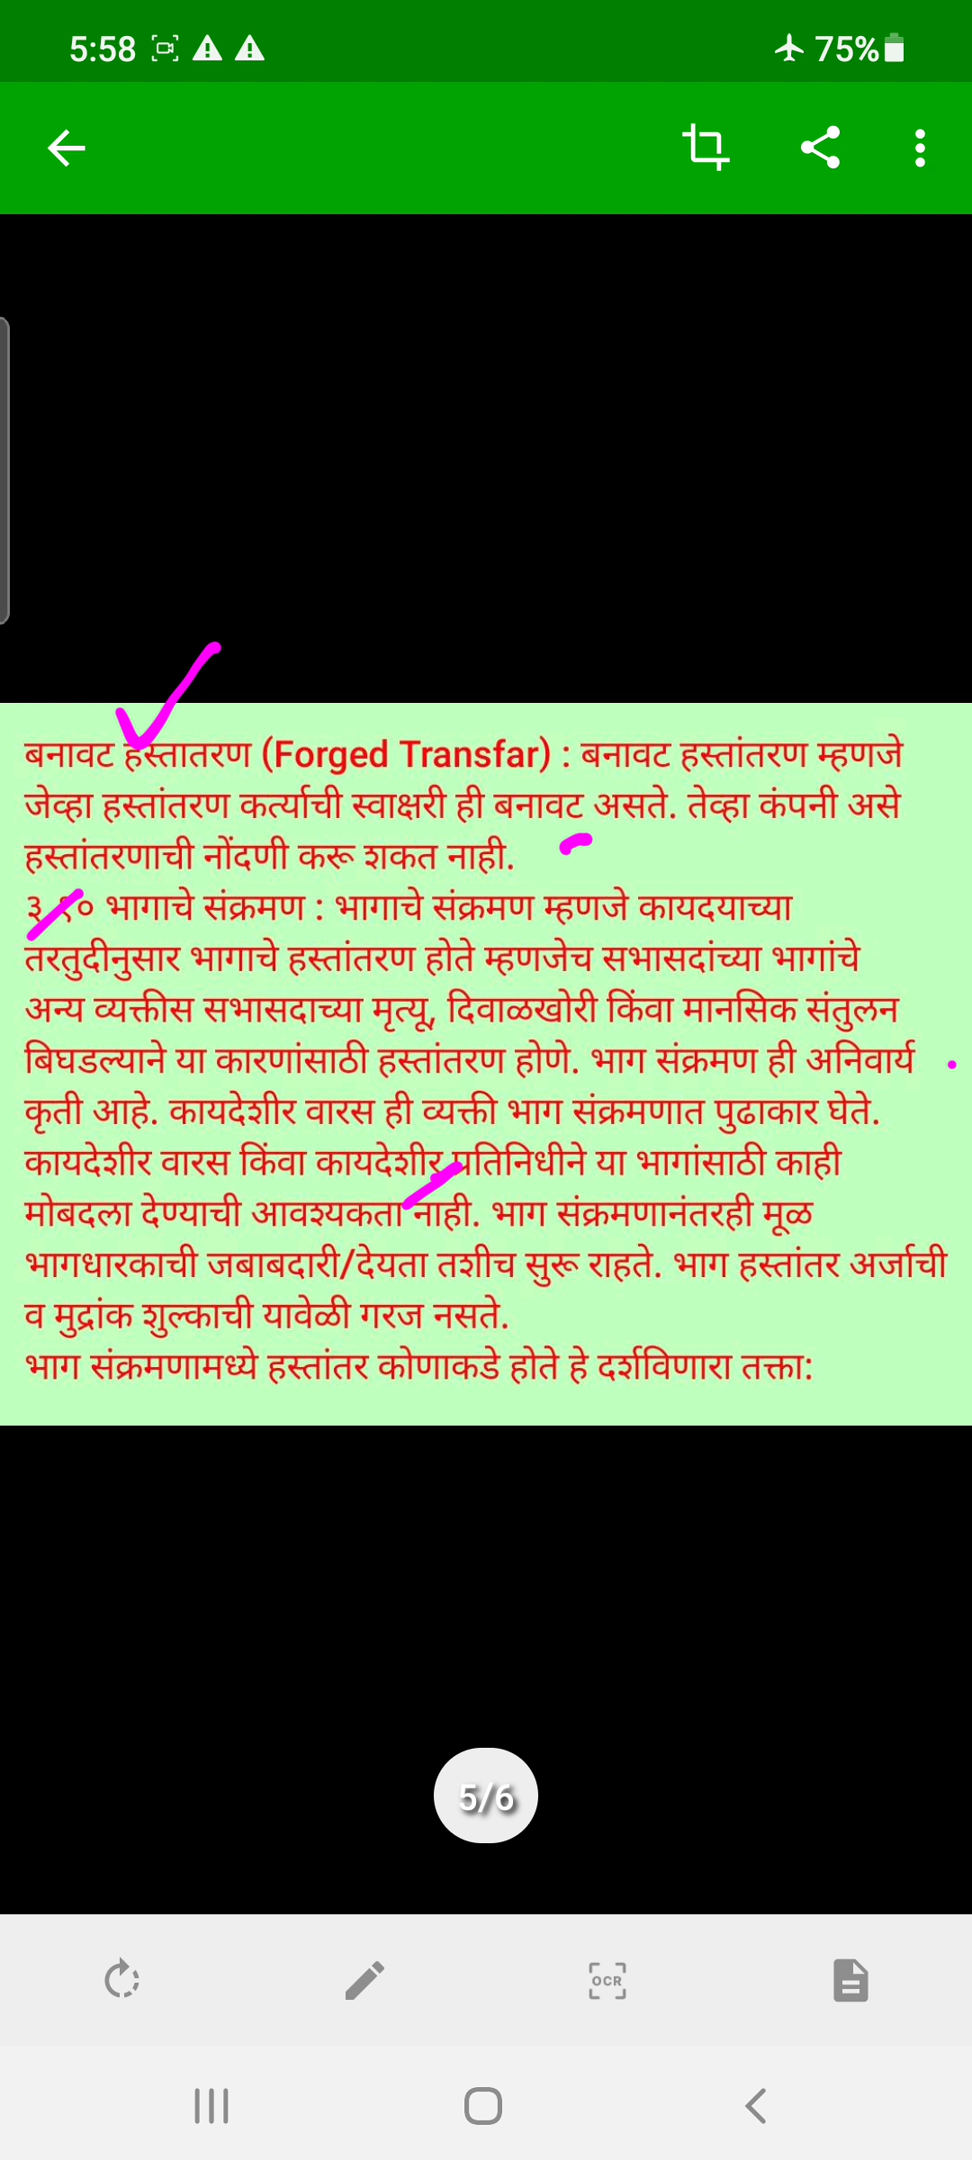 5:58 75%
बनावट हस्तातरण (Forged Transfar) : बनावट हस्तांतरण म्हणजे
जेव्हा हस्तांतरण कर्त्याची स्वाक्षरी ही बनावट असते. तेव्हा कंपनी असे
हस्तांतरणाची नोंदणी करू शकत नाही.
३.१० भागाचे संक्रमण : भागाचे संक्रमण म्हणजे कायदयाच्या
तरतुदीनुसार भागाचे हस्तांतरण होते म्हणजेच सभासदांच्या भागांचे
अन्य व्यक्तीस सभासदाच्या मृत्यू, दिवाळखोरी किंवा मानसिक संतुलन
बिघडल्याने या कारणांसाठी हस्तांतरण होणे. भाग संक्रमण ही अनिवार्य
कृती आहे. कायदेशीर वारस ही व्यक्ती भाग संक्रमणात पुढाकार घेते.
कायदेशीर वारस किंवा कायदेशीर प्रतिनिधीने या भागांसाठी काही
मोबदला देण्याची आवश्यकता नाही. भाग संक्रमणानंतरही मूळ
भागधारकाची जबाबदारी/देयता तशीच सुरू राहते. भाग हस्तांतर अर्जाची
व मुद्रांक शुल्काची यावेळी गरज नसते.
भाग संक्रमणामध्ये हस्तांतर कोणाकडे होते हे दर्शविणारा तक्ता:
5/6
OCR